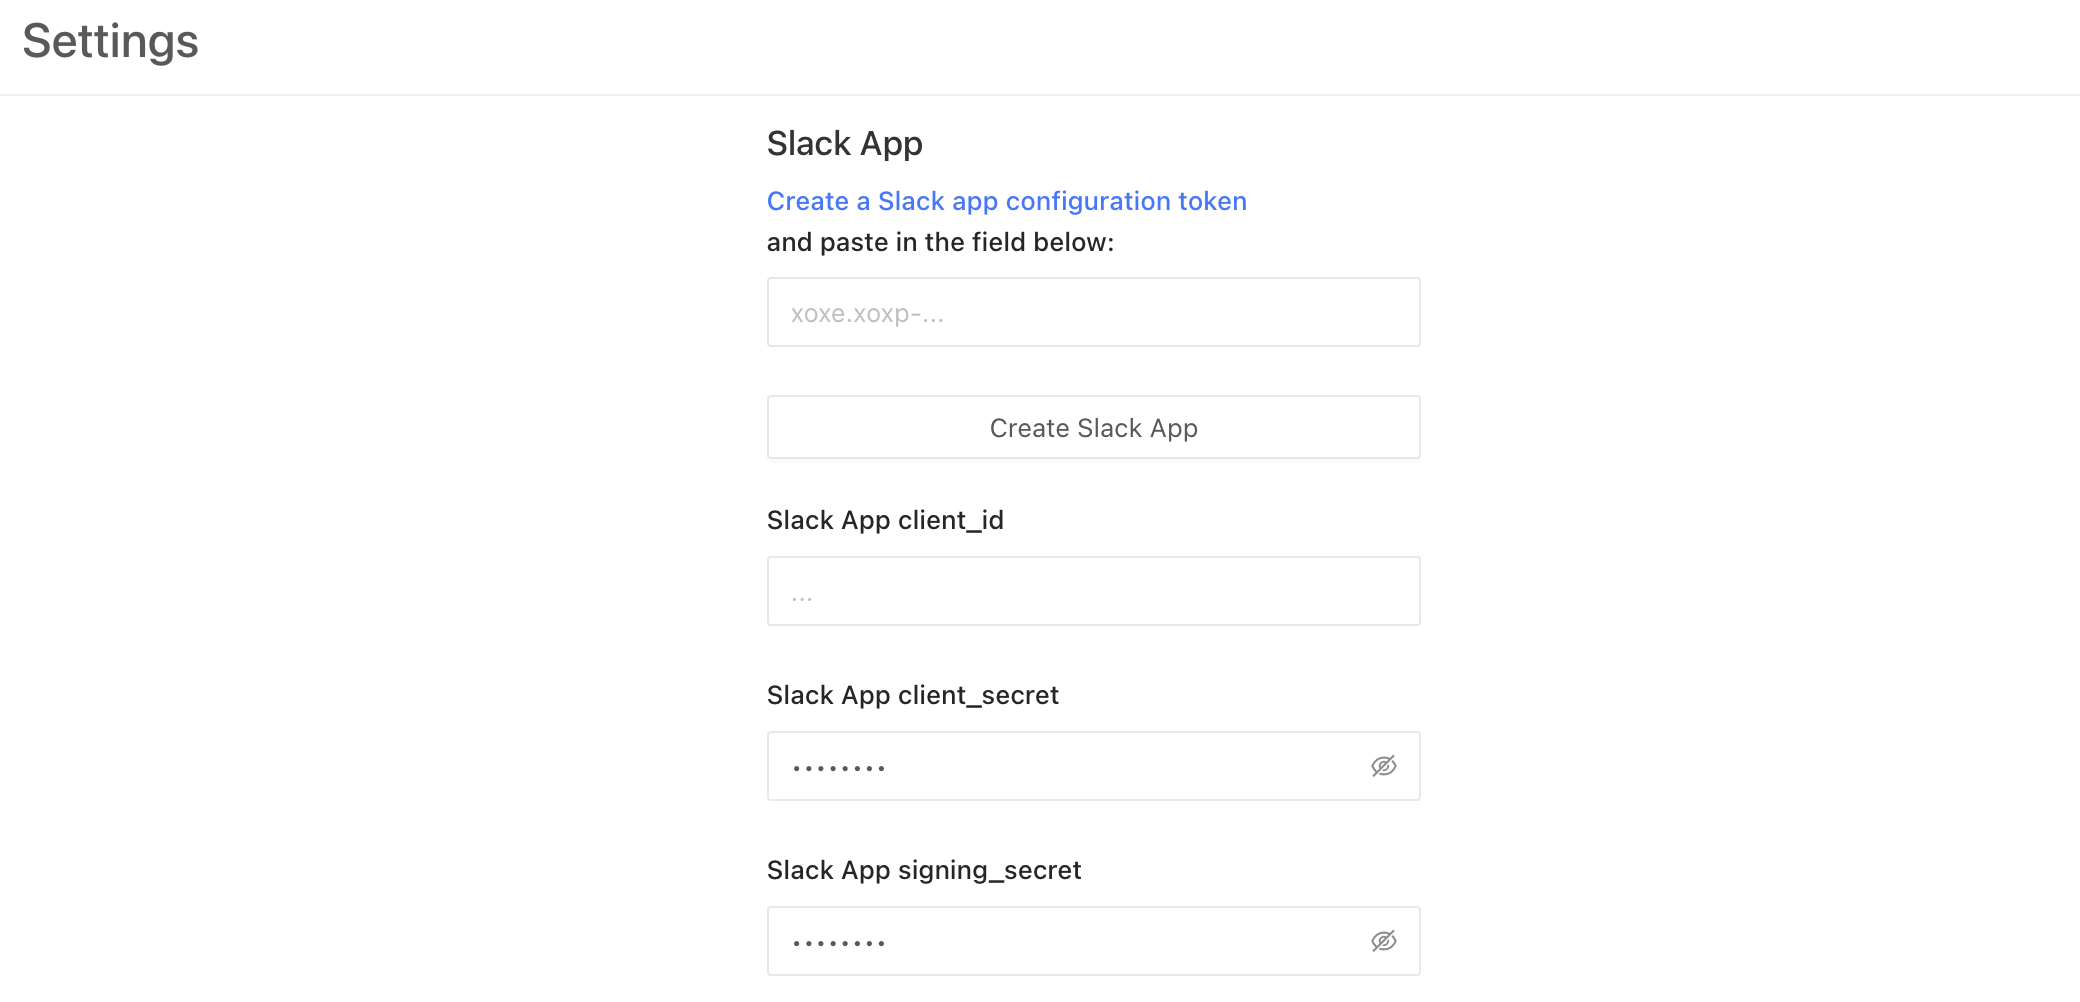 Settings
Slack App
Create a Slack app configuration token
and paste in the field below:
xoxe.xoxp-...
Create Slack App
Slack App client_id
...
Slack App client_secret
••••••••
Slack App signing_secret
••••••••